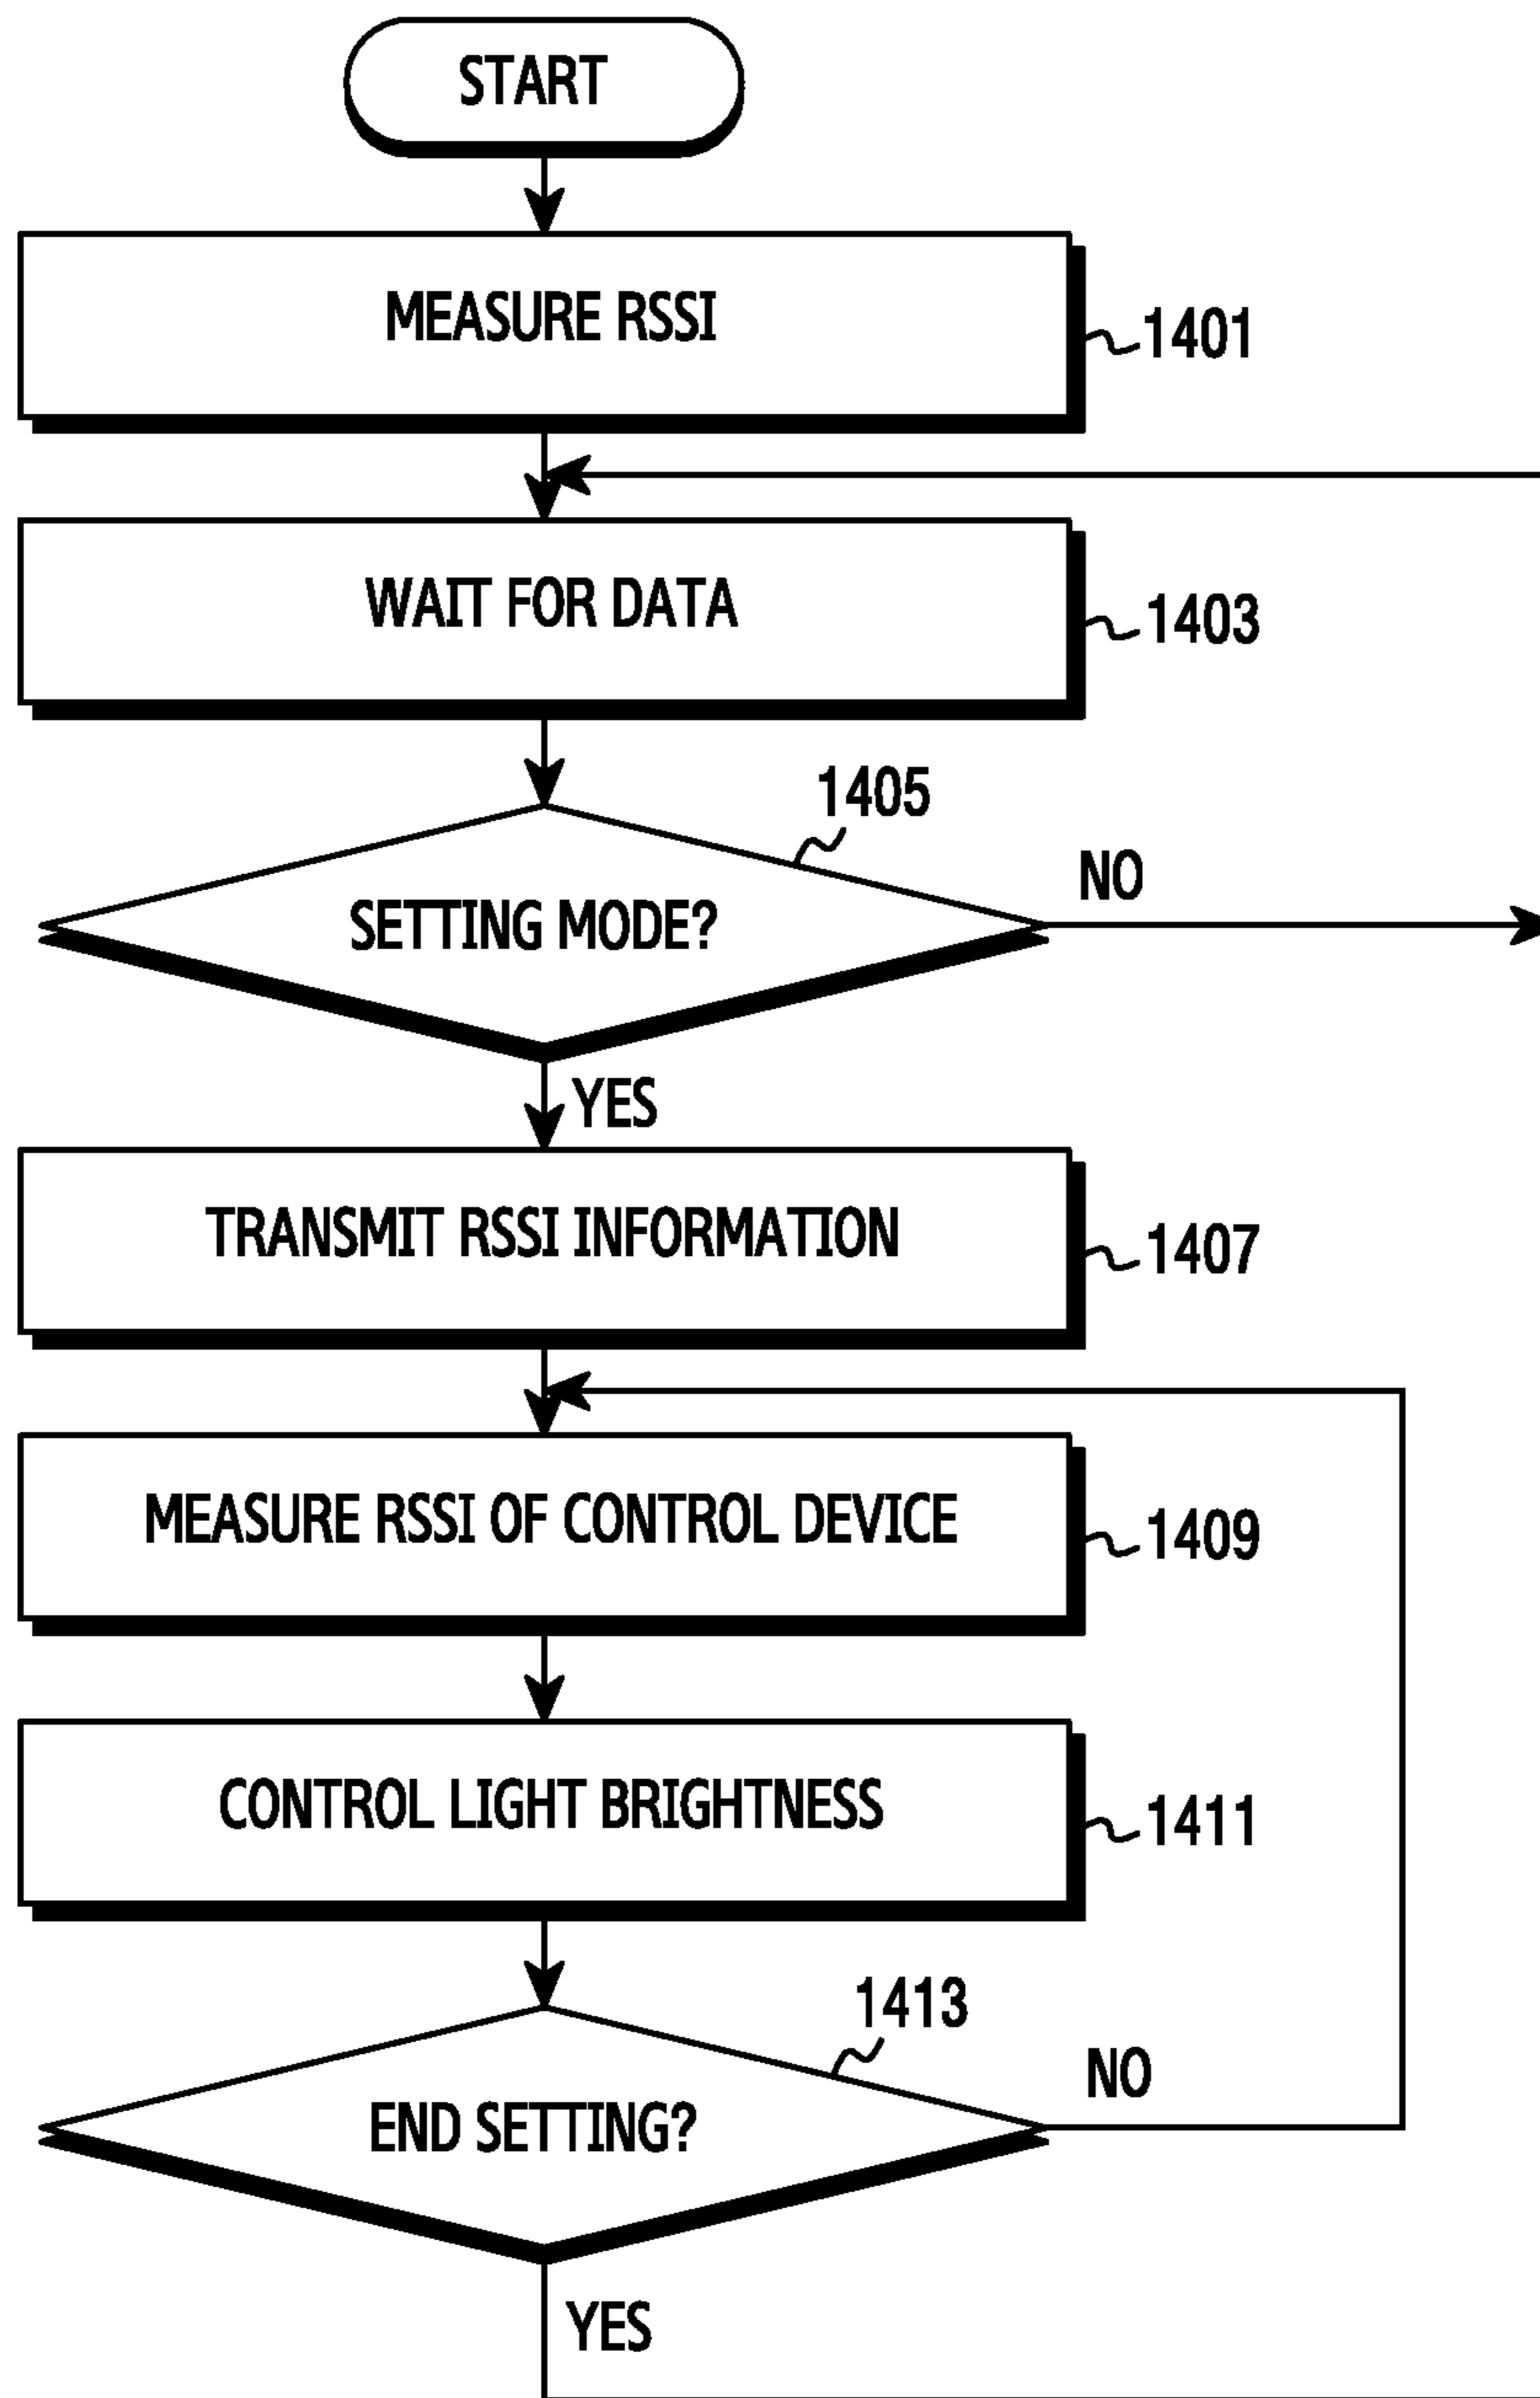 START
MEASURE RSSI
1401
WAIT FOR DATA
1403
1405
SETTING MODE?
NO
YES
TRANSMIT RSSI INFORMATION
1407
MEASURE RSSI OF CONTROL DEVICE
1409
CONTROL LIGHT BRIGHTNESS
1411
1413
END SETTING?
NO
YES